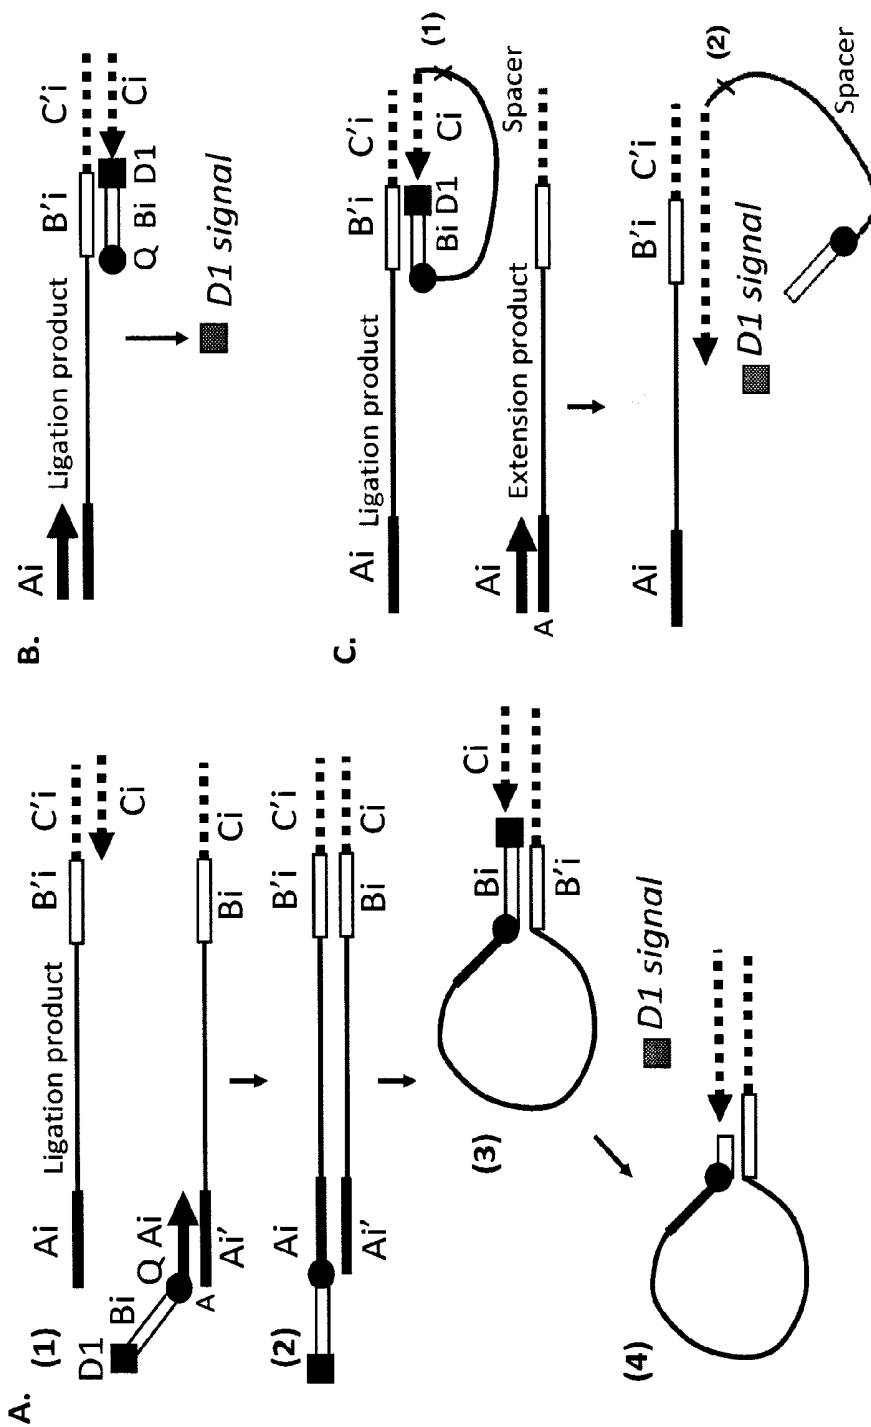 A.
(1)
Ai
Ligation product
B'i
C'i
Ci
D1
Bi
Q
Ai
A
Ai'
Bi
Ci
(2)
Ai
B'i
C'i
Ai'
Bi
Ci
(3)
Bi
Ci
B'i
(4)
D1 signal
B.
Ai
Ligation product
B'i
C'i
Q
Bi
D1
Ci
D1 signal
C.
Ai
Ligation product
B'i
C'i
Bi
D1
Ci
(1)
Spacer
Ai
A
Extension product
Ai
B'i
C'i
(2)
D1 signal
Spacer